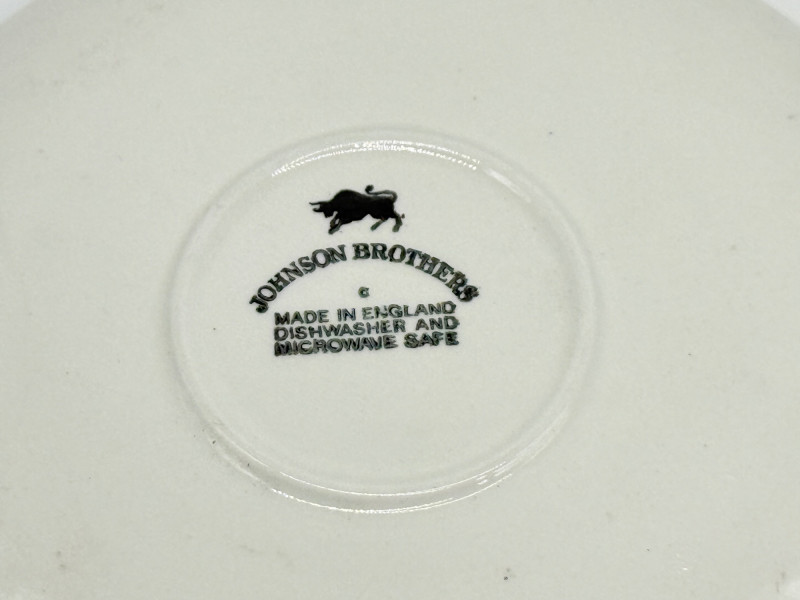 JOHNSON BROTHERS
C
MADE IN ENGLAND
DISHWASHER AND
MICROWAVE SAFE